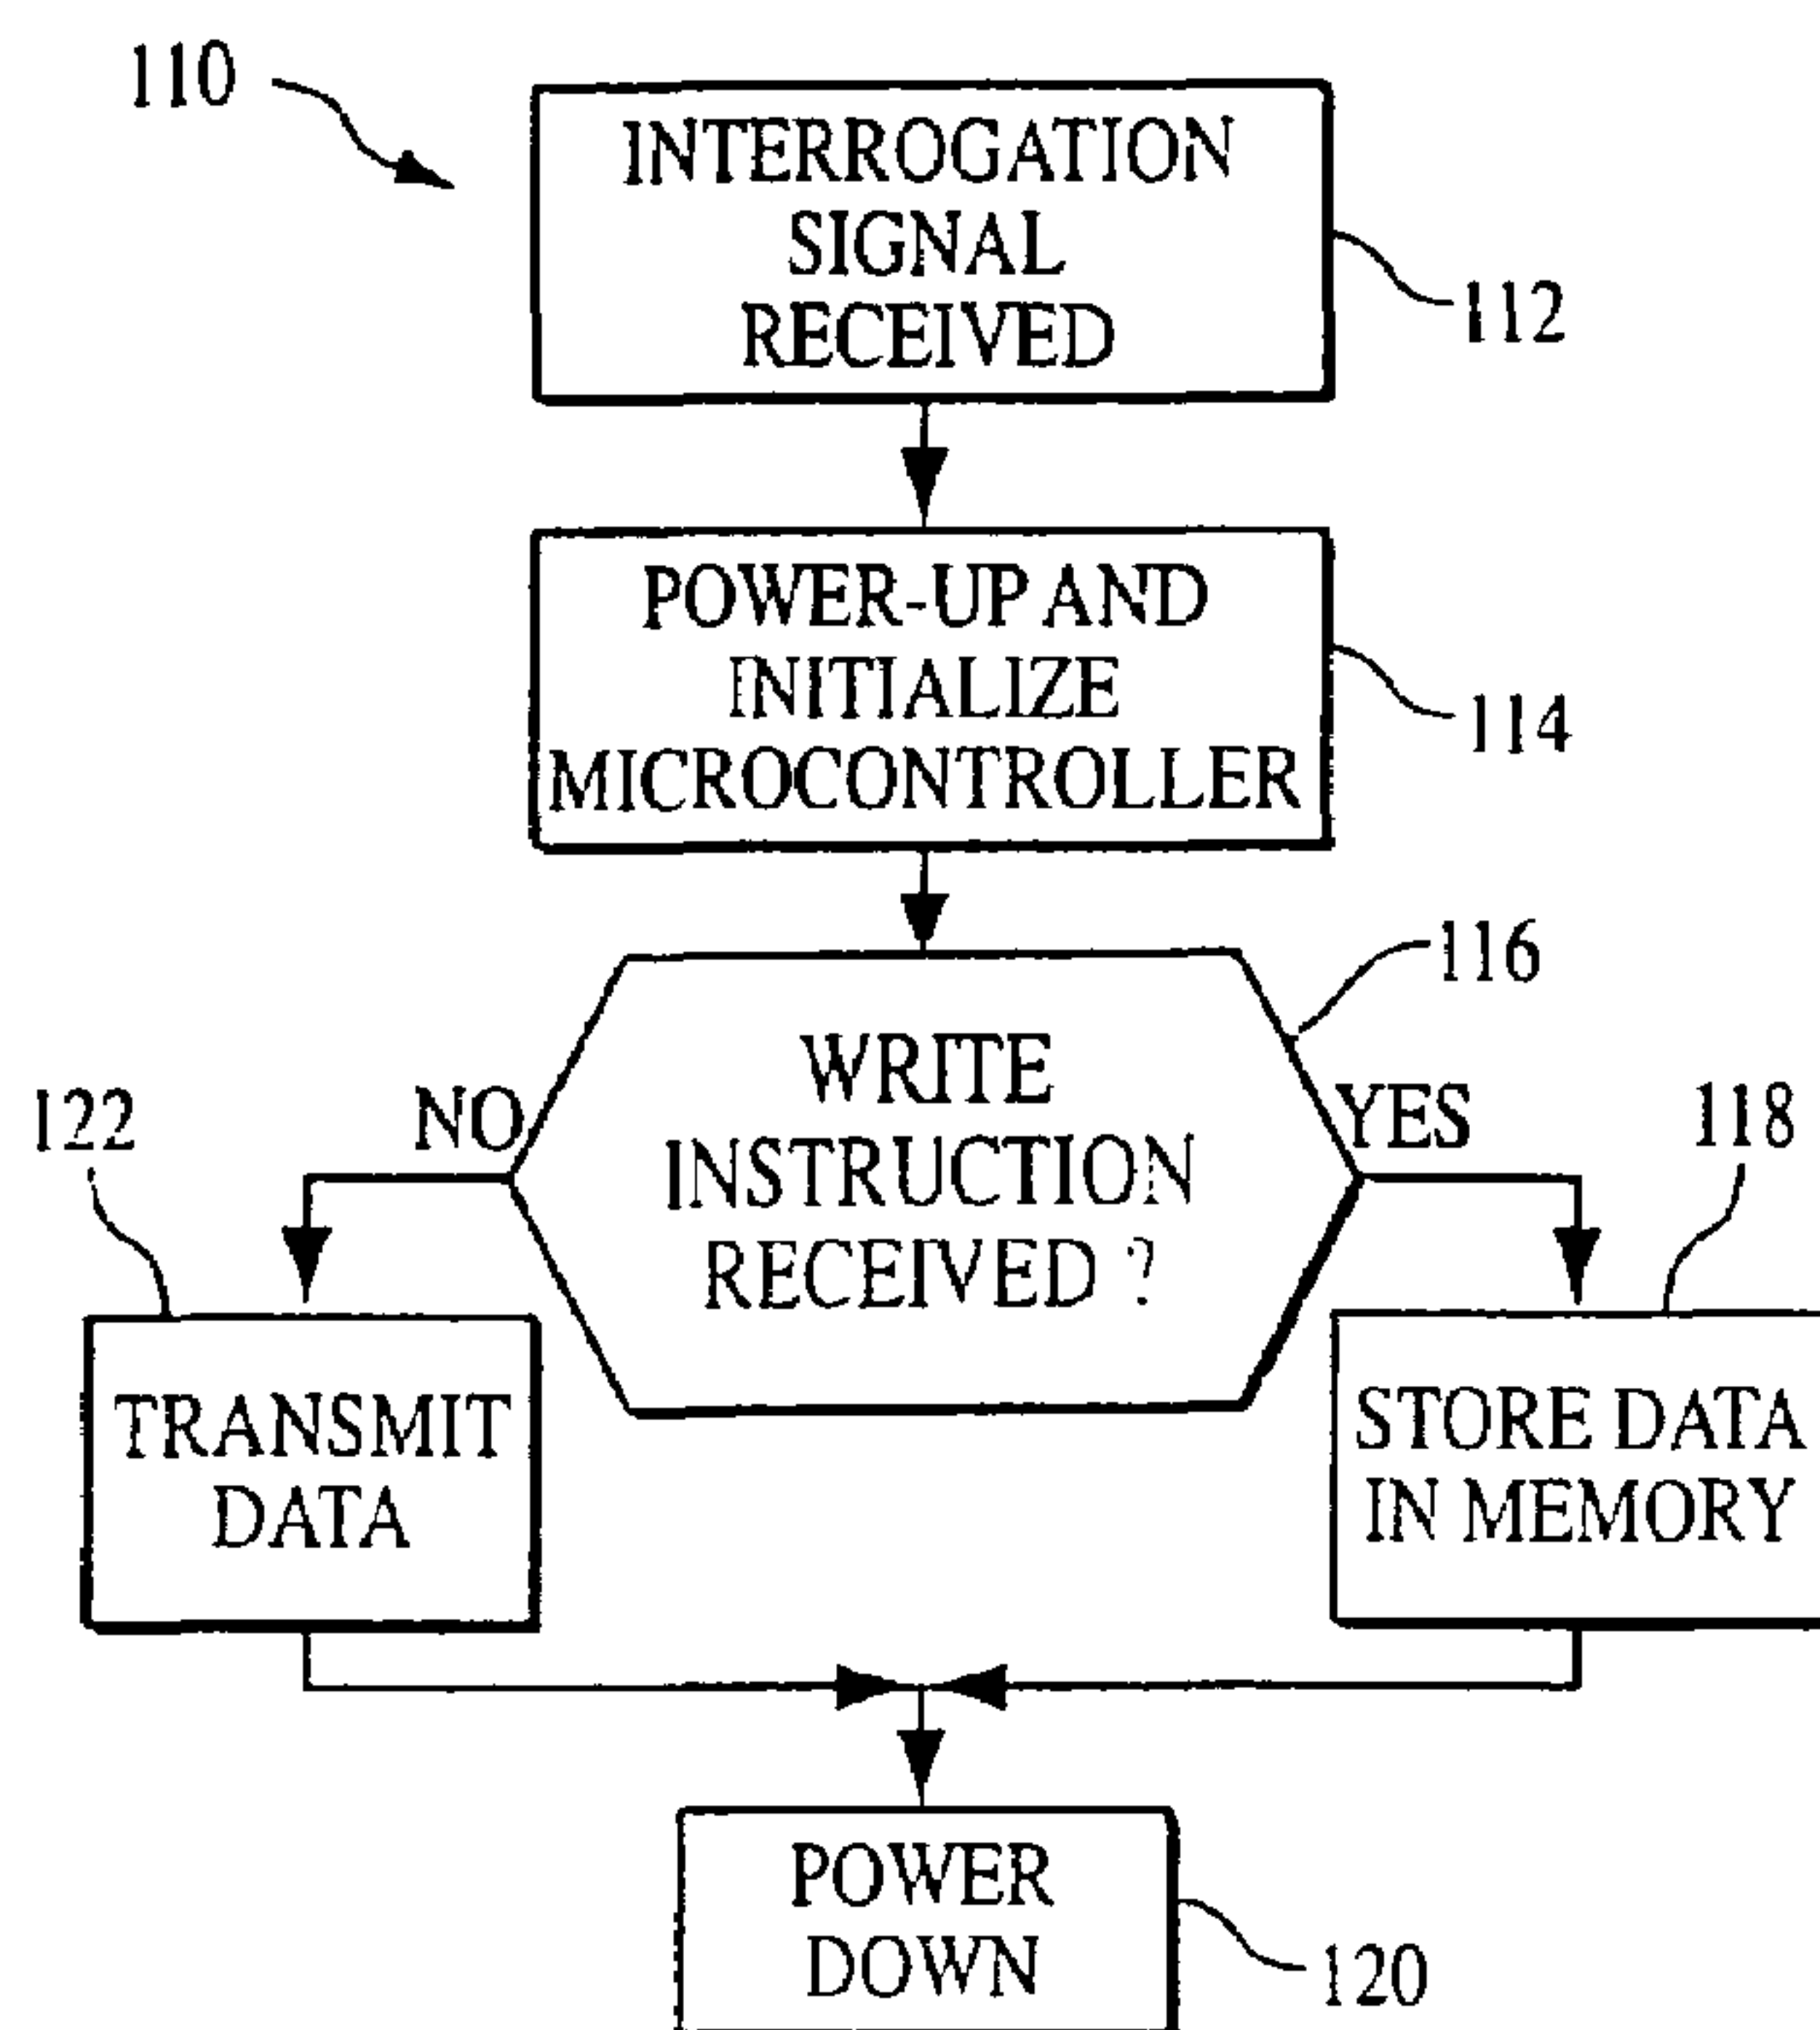 110
INTERROGATION
SIGNAL
RECEIVED
112
POWER-UP AND
INITIALIZE
MICROCONTROLLER
114
116
WRITE
INSTRUCTION
RECEIVED ?
NO
YES
122
118
TRANSMIT
DATA
STORE DATA
IN MEMORY
POWER
DOWN
120